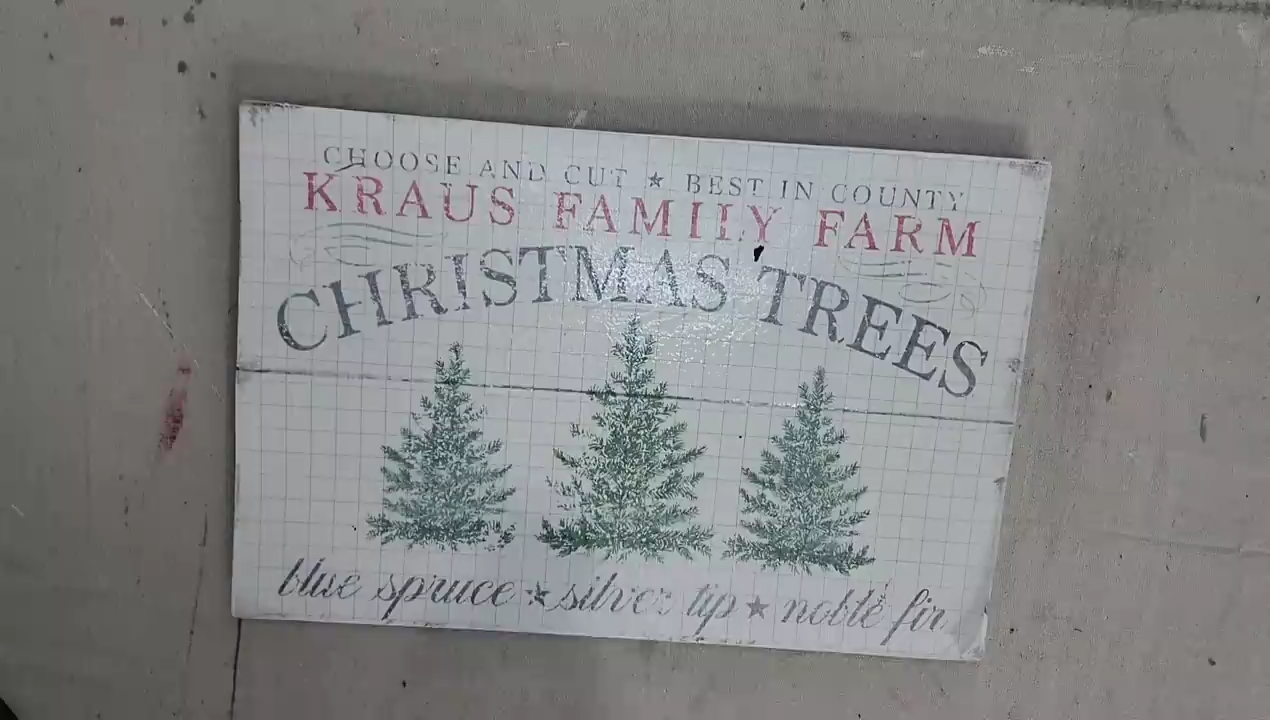 CHOOSE AND CUT ★ BEST IN COUNTY
KRAUS FAMILY FARM
CHRISTMAS TREES
blue spruce ★ silver tip ★ noble fir